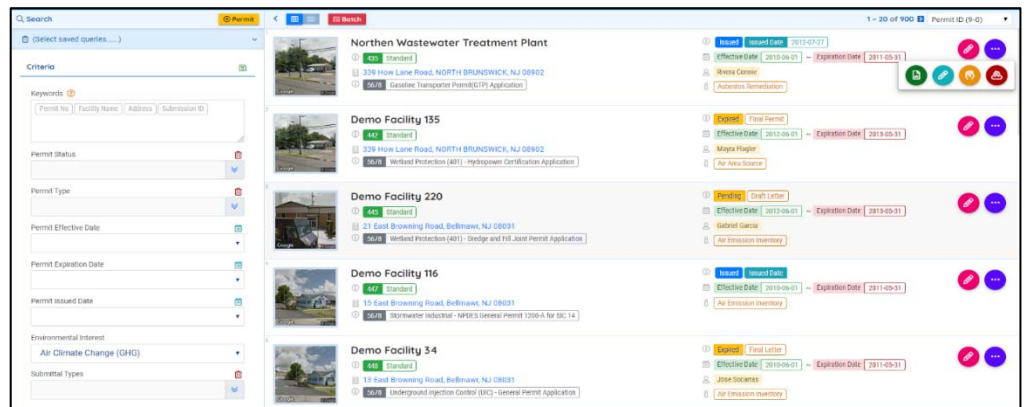 Search
Permit
Batch
1 – 20 of 900
Permit ID (9-0)
(Select saved queries.....)
Criteria
Keywords
Permit No
Facility Name
Address
Submission ID
Permit Status
Permit Type
Permit Effective Date
Permit Expiration Date
Permit Issued Date
Environmental Interest
Air Climate Change (GHG)
Submittal Types
Northen Wastewater Treatment Plant
435 Standard
339 How Lane Road, NORTH BRUNSWICK, NJ 08902
5678 Gaseline Transporter Permit(GTP) Application
Issued Issued Date 2012-07-27
Effective Date 2010-06-01 – Expiration Date 2011-05-31
Rivera Connie
Asbestos Remediation
Demo Facility 135
442 Standard
339 How Lane Road, NORTH BRUNSWICK, NJ 08902
5678 Wetland Protection (401) - Hydropower Certification Application
Expired Final Permit
Effective Date 2012-06-01 – Expiration Date 2013-05-31
Mayra Flagler
Air Area Source
Demo Facility 220
445 Standard
21 East Browning Road, Bellmawr, NJ 08031
5678 Wetland Protection (401) - Dredge and Fill Joint Permit Application
Pending Draft Letter
Effective Date 2012-06-01 – Expiration Date 2013-05-31
Gabriel Garcia
Air Emission Inventory
Demo Facility 116
447 Standard
15 East Browning Road, Bellmawr, NJ 08031
5678 Stormwater Industrial - NPDES General Permit 1200-A for SIC 14
Issued Issued Date
Effective Date 2010-06-01 – Expiration Date 2011-05-31
Air Emission Inventory
Demo Facility 34
448 Standard
13 East Browning Road, Bellmawr, NJ 08031
5678 Underground Injection Control (UIC) - General Permit Application
Expired Final Letter
Effective Date 2010-06-01 – Expiration Date 2011-05-31
Jose Socarras
Air Emission Inventory